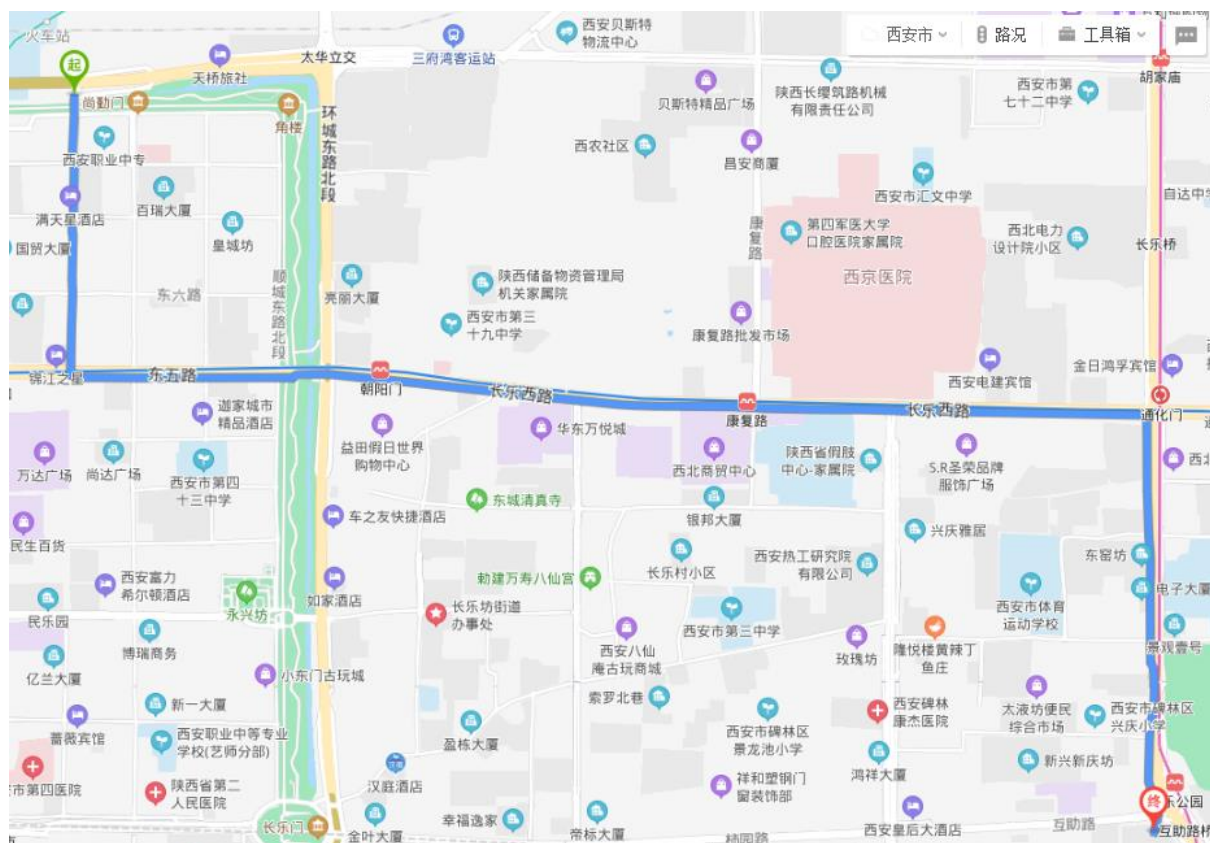 火车站
起
天桥旅社
太华立交
三府湾客运站
西安贝斯特
物流中心
西安市
路况
工具箱
胡家庙
尚勤门
角楼
环城东路北段
贝斯特精品广场
陕西长缨筑路机械
有限责任公司
西安市第
七十二中学
西安职业中专
西农社区
昌安商厦
西安市汇文中学
自达中学
满天星酒店
百瑞大厦
皇城坊
国贸大厦
康复路
第四军医大学
口腔医院家属院
西北电力
设计院小区
长乐桥
西京医院
东六路
顺城东路北段
亮丽大厦
陕西储备物资管理局
机关家属院
西安市第三
十九中学
康复路批发市场
锦江之星
东五路
朝阳门
长乐西路
康复路
西安电建宾馆
长乐西路
金日鸿孚宾馆
通化门
迦家城市
精品酒店
益田假日世界
购物中心
华东万悦城
西北商贸中心
陕西省假肢
中心-家属院
S.R圣荣品牌
服饰广场
西北
万达广场
尚达广场
西安市第四
十三中学
东城清真寺
银邦大厦
车之友快捷酒店
兴庆雅居
民生百货
长乐村小区
西安热工研究院
有限公司
东窑坊
西安富力
希尔顿酒店
如家酒店
敕建万寿八仙宫
电子大厦
民乐园
永兴坊
长乐坊街道
办事处
西安市第三中学
西安市体育
运动学校
博瑞商务
西安八仙
庵古玩商城
玫瑰坊
隆悦楼黄辣丁
鱼庄
景观壹号
亿兰大厦
小东门古玩城
新一大厦
索罗北巷
西安碑林
康杰医院
太液坊便民
综合市场
西安市碑林区
兴庆小学
蔷薇宾馆
西安职业中等专业
学校(艺师分部)
盈栋大厦
西安市碑林区
景龙池小学
鸿祥大厦
新兴新庆坊
安市第四医院
陕西省第二
人民医院
汉庭酒店
祥和塑钢门
窗装饰部
终
乐公园
长乐门
金叶大厦
幸福逸家
帝标大厦
柿园路
西安皇后大酒店
互助路
互助路桥